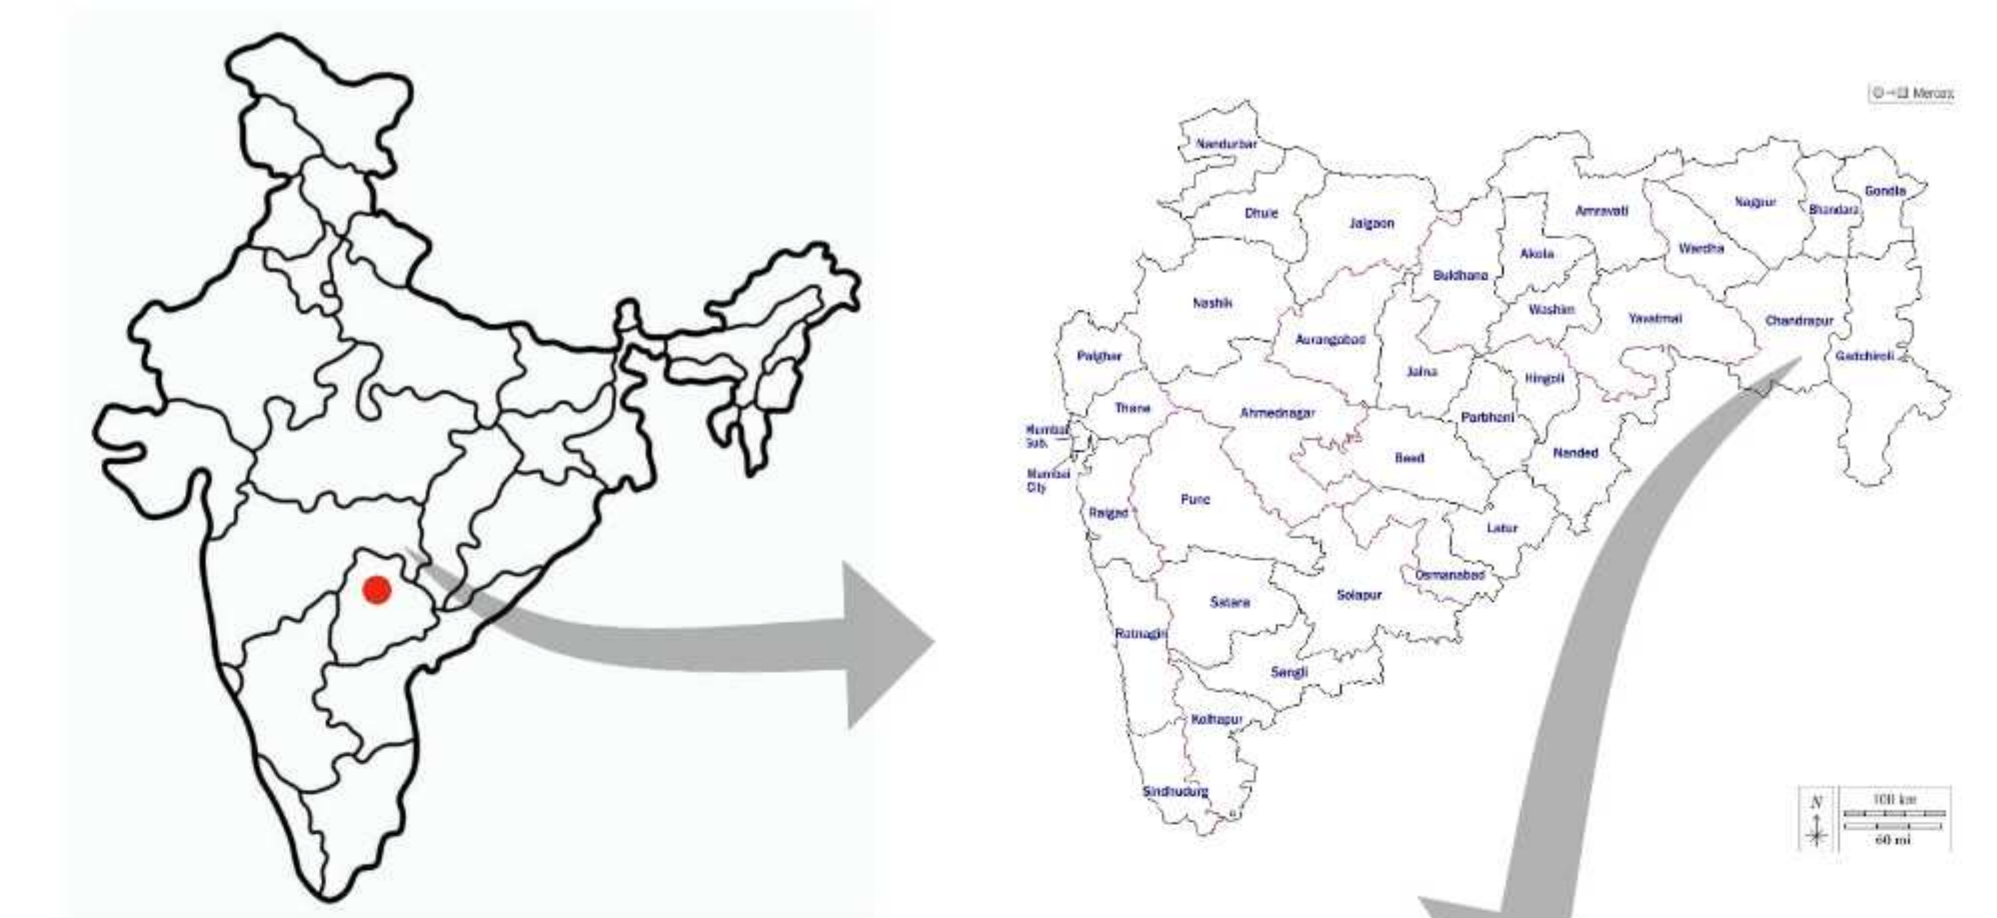 Mercato
Nandurbar
Gondia
Nagpur
Bhandara
Dhule
Amravati
Jalgaon
Wardha
Akola
Buldhana
Nashik
Washim
Yavatmal
Chandrapur
Aurangabad
Palghar
Gadchiroli
Jalna
Hingoli
Thane
Ahmednagar
Parbhani
Mumbai
Sub.
Beed
Nanded
Mumbai
City
Pune
Raigad
Latur
Osmanabad
Solapur
Satara
Ratnagiri
Sangli
Kolhapur
Sindhudurg
N
100 km
60 mi